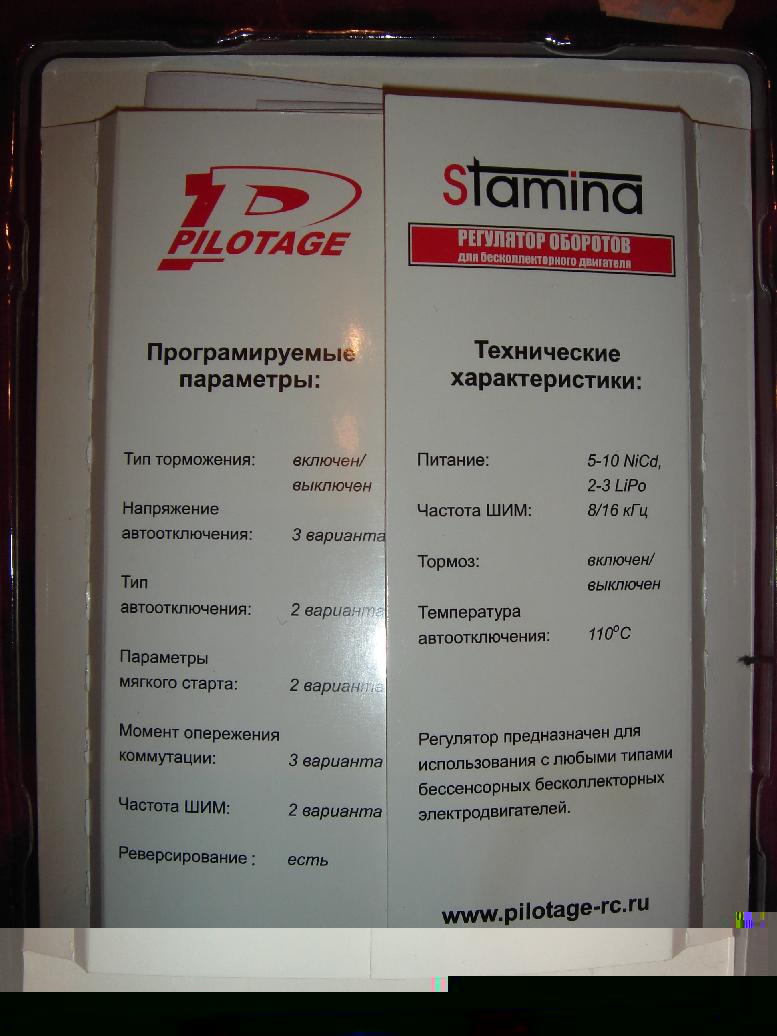 PILOTAGE
Програмируемые
параметры:
Тип торможения: включен/
выключен
Напряжение
автоотключения: 3 варианта
Тип
автоотключения: 2 варианта
Параметры
мягкого старта: 2 варианта
Момент опережения
коммутации: 3 варианта
Частота ШИМ: 2 варианта
Реверсирование : есть
Stamina
РЕГУЛЯТОР ОБОРОТОВ
для бесколлекторного двигателя
Технические
характеристики:
Питание: 5-10 NiCd,
2-3 LiPo
Частота ШИМ: 8/16 кГц
Тормоз: включен/
выключен
Температура
автоотключения: 110°C
Регулятор предназначен для
использования с любыми типами
бессенсорных бесколлекторных
электродвигателей.
www.pilotage-rc.ru